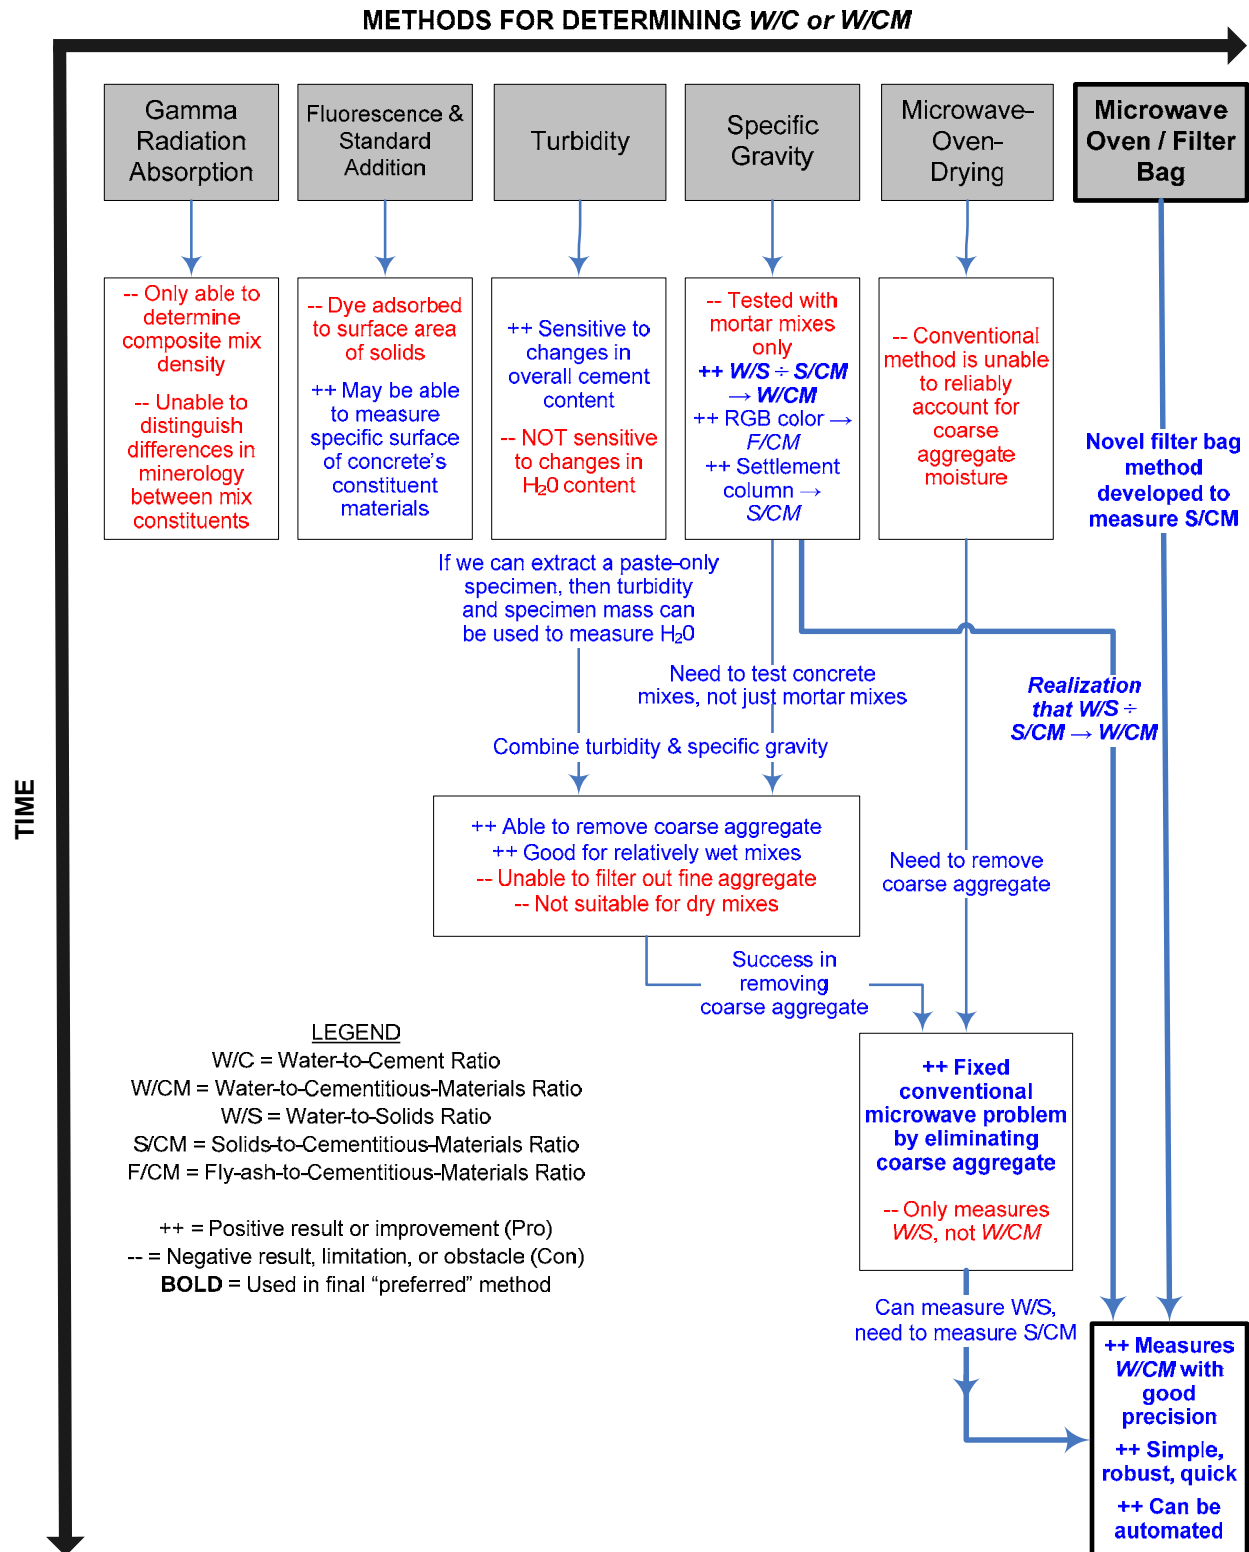 METHODS FOR DETERMINING W/C or W/CM
TIME
Gamma
Radiation
Absorption
Fluorescence &
Standard
Addition
Turbidity
Specific
Gravity
Microwave–
Oven-
Drying
Microwave
Oven / Filter
Bag
-- Only able to
determine
composite mix
density
-- Unable to
distinguish
differences in
minerology
between mix
constituents
-- Dye adsorbed
to surface area
of solids
++ May be able
to measure
specific surface
of concrete's
constituent
materials
++ Sensitive to
changes in
overall cement
content
-- NOT sensitive
to changes in
H₂0 content
-- Tested with
mortar mixes
only
++ W/S ÷ S/CM
→ W/CM
++ RGB color →
F/CM
++ Settlement
column →
S/CM
-- Conventional
method is unable
to reliably
account for
coarse
aggregate
moisture
Novel filter bag
method
developed to
measure S/CM
If we can extract a paste-only
specimen, then turbidity
and specimen mass can
be used to measure H₂0
Need to test concrete
mixes, not just mortar mixes
Realization
that W/S ÷
S/CM → W/CM
Combine turbidity & specific gravity
++ Able to remove coarse aggregate
++ Good for relatively wet mixes
-- Unable to filter out fine aggregate
-- Not suitable for dry mixes
Need to remove
coarse aggregate
Success in
removing
coarse aggregate
++ Fixed
conventional
microwave problem
by eliminating
coarse aggregate
-- Only measures
W/S, not W/CM
Can measure W/S,
need to measure S/CM
++ Measures
W/CM with
good
precision
++ Simple,
robust, quick
++ Can be
automated
LEGEND
W/C = Water-to-Cement Ratio
W/CM = Water-to-Cementitious-Materials Ratio
W/S = Water-to-Solids Ratio
S/CM = Solids-to-Cementitious-Materials Ratio
F/CM = Fly-ash-to-Cementitious-Materials Ratio
++ = Positive result or improvement (Pro)
-- = Negative result, limitation, or obstacle (Con)
BOLD = Used in final “preferred” method